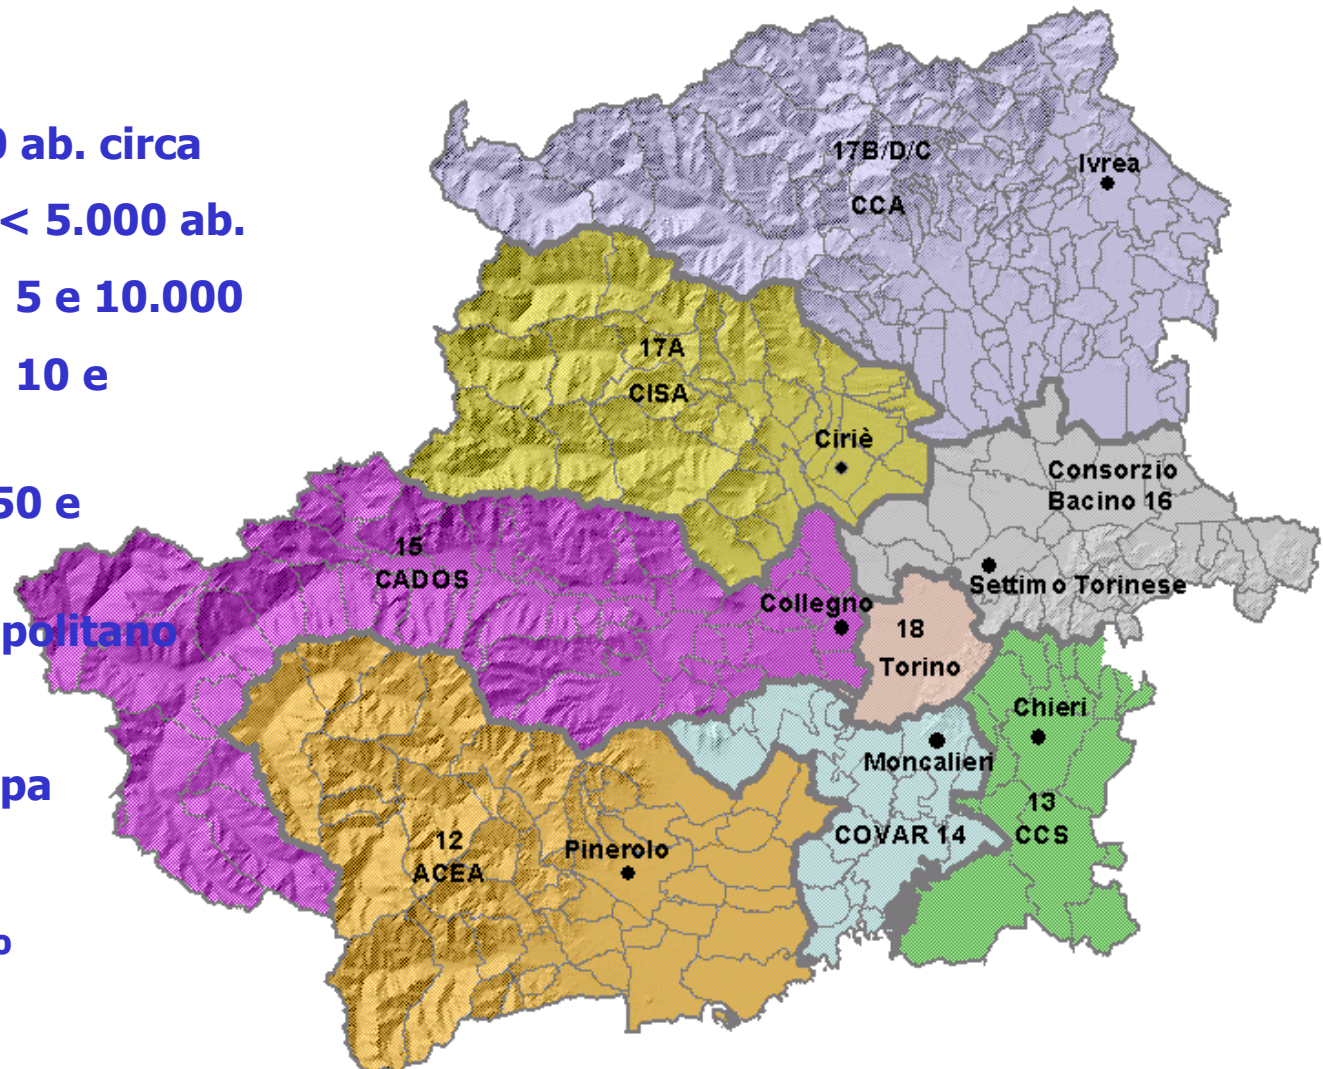 0 ab. circa
< 5.000 ab.
5 e 10.000
10 e
50 e
politano
pa
o
17B/D/C
CCA
Ivrea
17A
CISA
Ciriè
Consorzio
Bacino 16
Settimo Torinese
15
CADOS
Collegno
18
Torino
Chieri
Moncalieri
13
CCS
COVAR 14
12
ACEA
Pinerolo